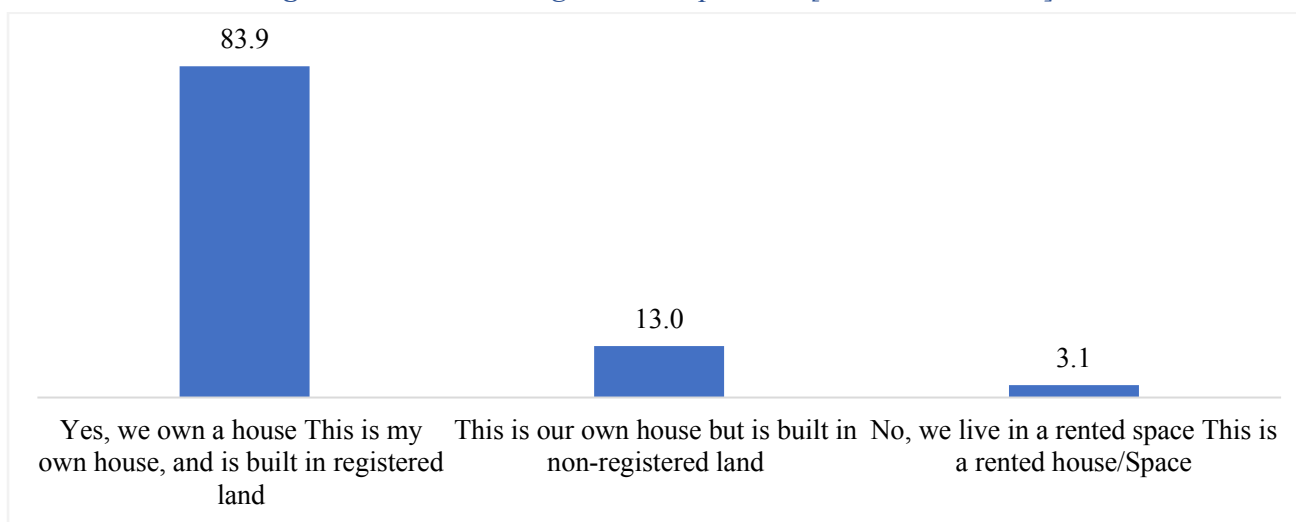 83.9
13.0
3.1
Yes, we own a house This is my
own house, and is built in registered
land
This is our own house but is built in
non-registered land
No, we live in a rented space This is
a rented house/Space